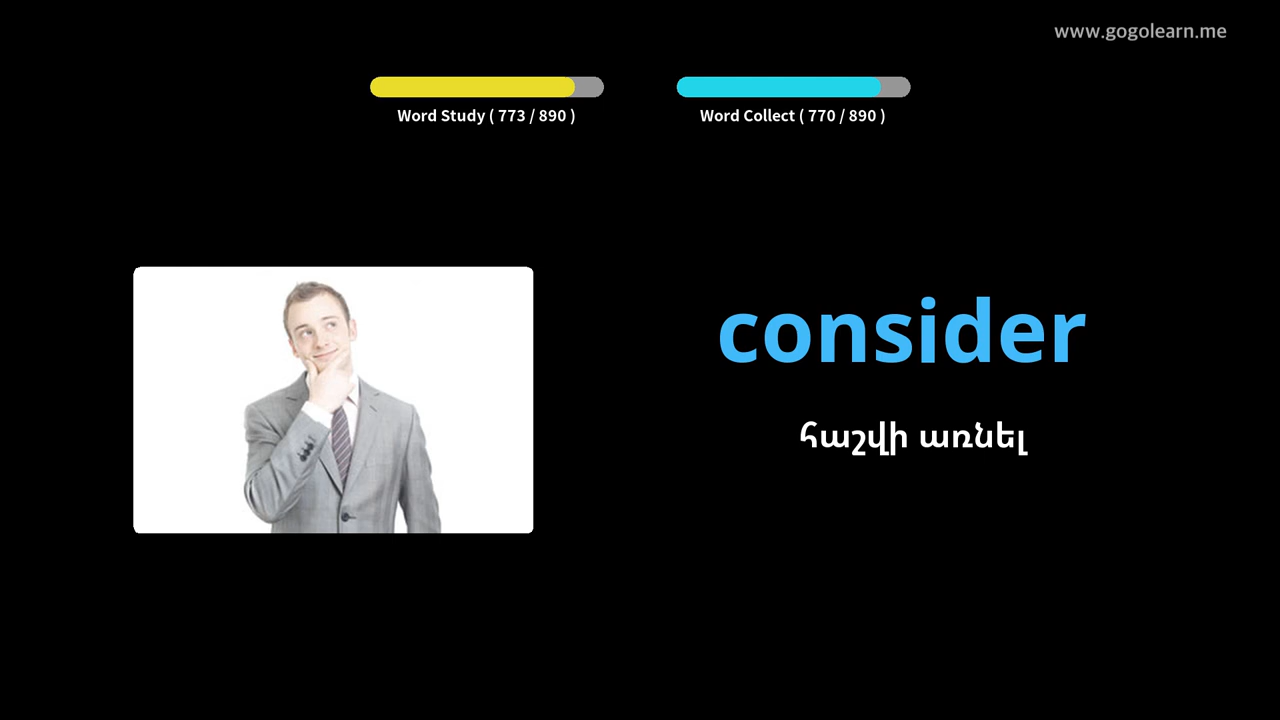 www.gogolearn.me
Word Study ( 773 / 890 )
Word Collect ( 770 / 890 )
consider
հաշվի առնել